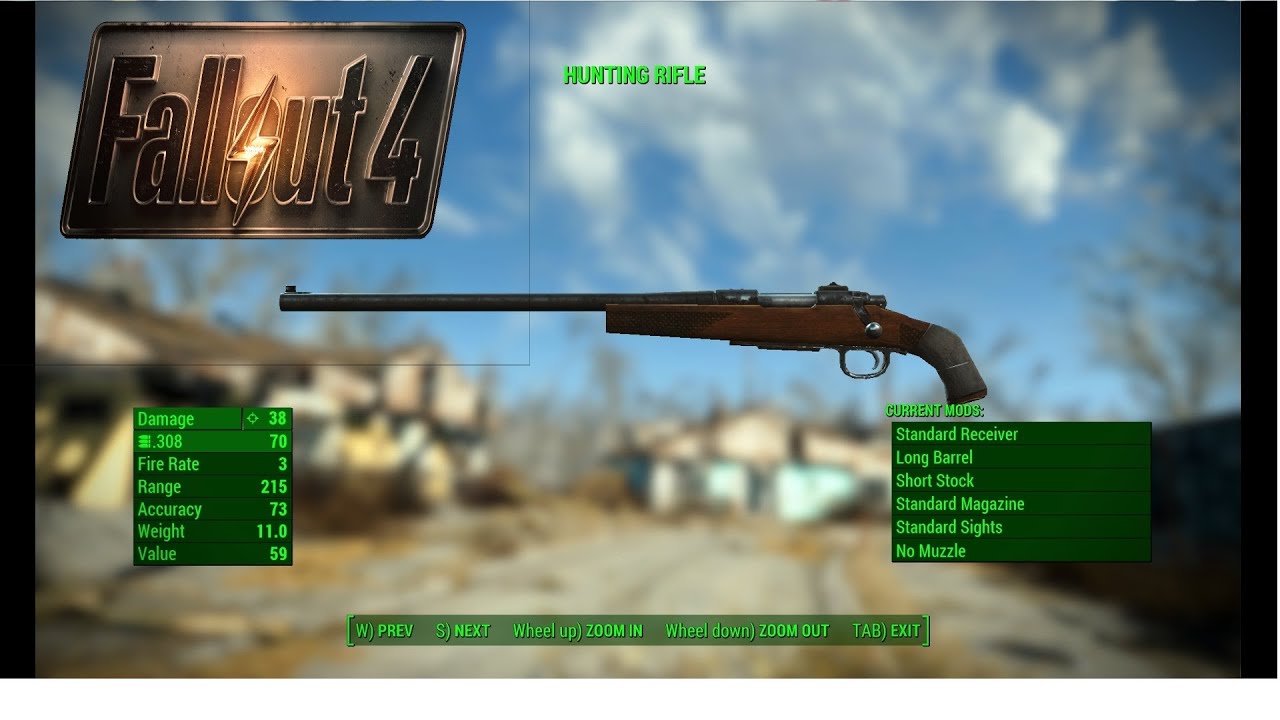 Fallout 4
HUNTING RIFLE
Damage 38
.308 70
Fire Rate 3
Range 215
Accuracy 73
Weight 11.0
Value 59
CURRENT MODS:
Standard Receiver
Long Barrel
Short Stock
Standard Magazine
Standard Sights
No Muzzle
W) PREV S) NEXT Wheel up) ZOOM IN Wheel down) ZOOM OUT TAB) EXIT